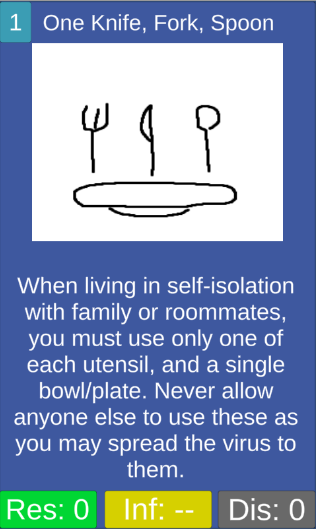 1 One Knife, Fork, Spoon
When living in self-isolation
with family or roommates,
you must use only one of
each utensil, and a single
bowl/plate. Never allow
anyone else to use these as
you may spread the virus to
them.
Res: 0 Inf: -- Dis: 0